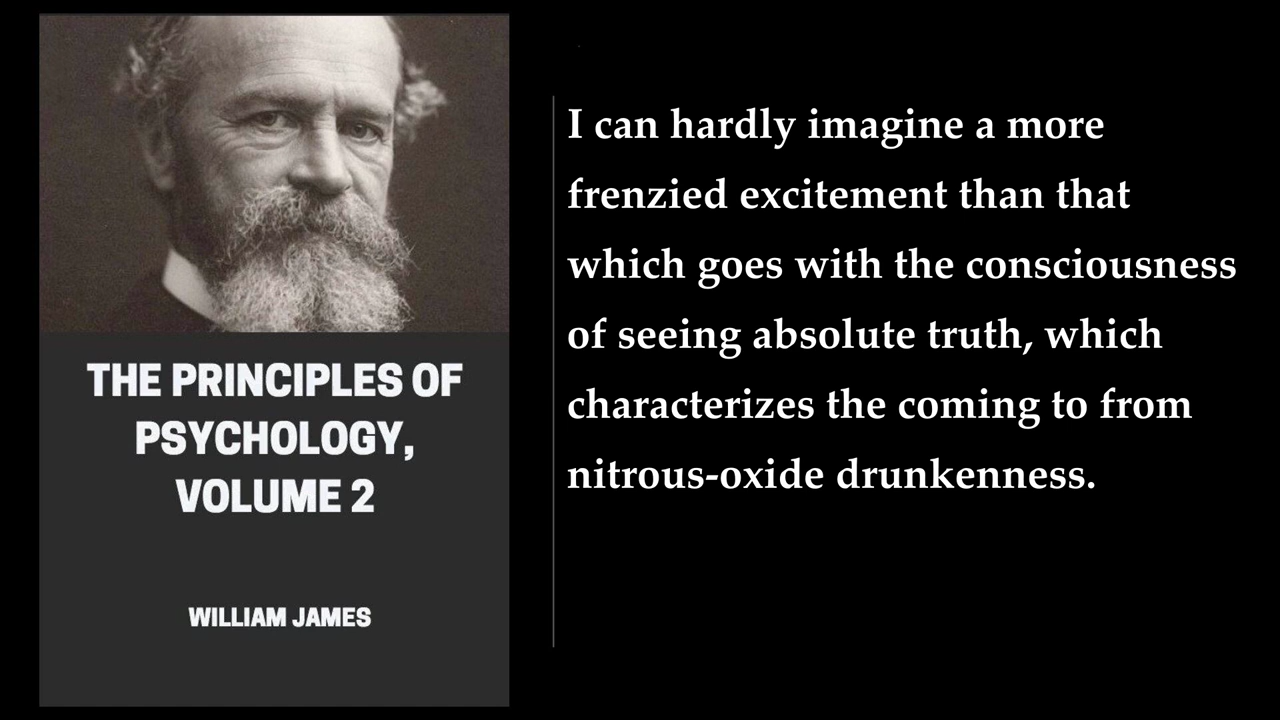 THE PRINCIPLES OF
PSYCHOLOGY,
VOLUME 2
WILLIAM JAMES
I can hardly imagine a more
frenzied excitement than that
which goes with the consciousness
of seeing absolute truth, which
characterizes the coming to from
nitrous-oxide drunkenness.